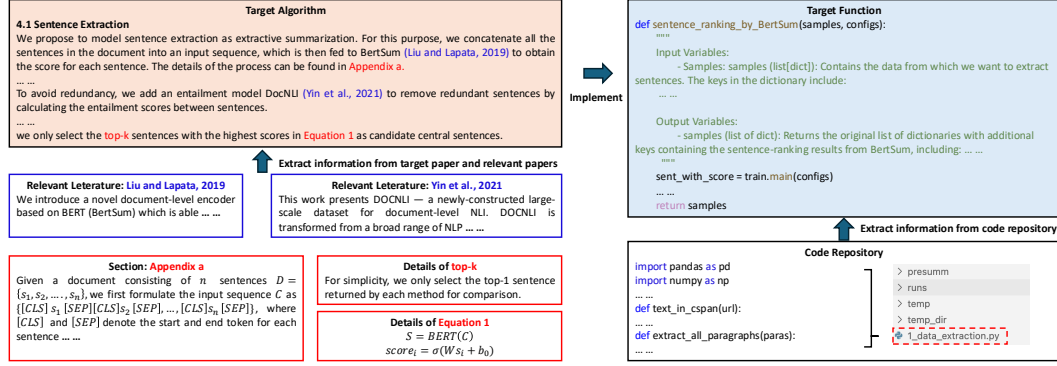 Target Algorithm
4.1 Sentence Extraction
We propose to model sentence extraction as extractive summarization. For this purpose, we concatenate all the
sentences in the document into an input sequence, which is then fed to BertSum (Liu and Lapata, 2019) to obtain
the score for each sentence. The details of the process can be found in Appendix a.
... ...
To avoid redundancy, we add an entailment model DocNLI (Yin et al., 2021) to remove redundant sentences by
calculating the entailment scores between sentences.
... ...
we only select the top-k sentences with the highest scores in Equation 1 as candidate central sentences.
Extract information from target paper and relevant papers
Relevant Leterature: Liu and Lapata, 2019
We introduce a novel document-level encoder
based on BERT (BertSum) which is able ... ...
Relevant Leterature: Yin et al., 2021
This work presents DOCNLI — a newly-constructed large-
scale dataset for document-level NLI. DOCNLI is
transformed from a broad range of NLP ... ...
Section: Appendix a
Given a document consisting of n sentences D =
{s₁, s₂, ...., sₙ}, we first formulate the input sequence C as
{[CLS] s₁ [SEP][CLS]s₂ [SEP], ..., [CLS]sₙ [SEP]}, where
[CLS] and [SEP] denote the start and end token for each
sentence ... ...
Details of top-k
For simplicity, we only select the top-1 sentence
returned by each method for comparison.
Details of Equation 1
S = BERT(C)
scoreᵢ = σ(Wsᵢ + b₀)
Implement
Target Function
def sentence_ranking_by_BertSum(samples, configs):
"""
Input Variables:
- Samples: samples (list[dict]): Contains the data from which we want to extract
sentences. The keys in the dictionary include:
... ...
Output Variables:
- samples (list of dict): Returns the original list of dictionaries with additional
keys containing the sentence-ranking results from BertSum, including: ... ...
"""
sent_with_score = train.main(configs)
... ...
return samples
Extract information from code repository
Code Repository
import pandas as pd
import numpy as np
... ...
def text_in_cspan(url):
... ...
def extract_all_paragraphs(paras):
... ...
> presumm
> runs
> temp
> temp_dir
1_data_extraction.py